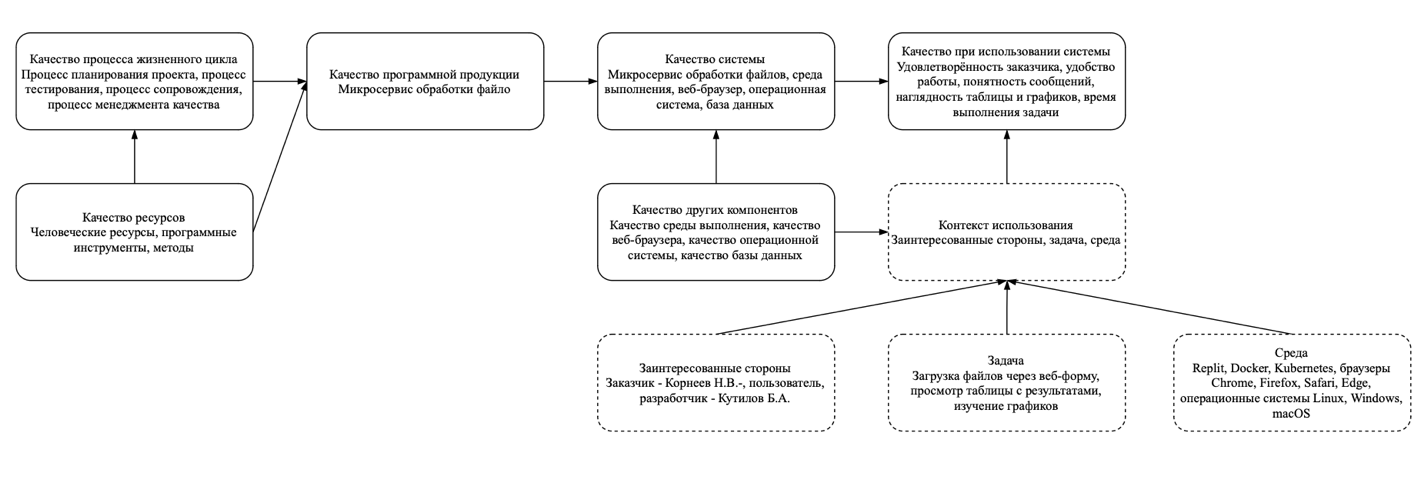 Качество процесса жизненного цикла
Процесс планирования проекта, процесс
тестирования, процесс сопровождения,
процесс менеджмента качества
Качество программной продукции
Микросервис обработки файло
Качество системы
Микросервис обработки файлов, среда
выполнения, веб-браузер, операционная
система, база данных
Качество при использовании системы
Удовлетворённость заказчика, удобство
работы, понятность сообщений,
наглядность таблицы и графиков, время
выполнения задачи
Качество ресурсов
Человеческие ресурсы, программные
инструменты, методы
Качество других компонентов
Качество среды выполнения, качество
веб-браузера, качество операционной
системы, качество базы данных
Контекст использования
Заинтересованные стороны, задача, среда
Заинтересованные стороны
Заказчик - Корнеев Н.В.-, пользователь,
разработчик - Кутилов Б.А.
Задача
Загрузка файлов через веб-форму,
просмотр таблицы с результатами,
изучение графиков
Среда
Replit, Docker, Kubernetes, браузеры
Chrome, Firefox, Safari, Edge,
операционные системы Linux, Windows,
macOS